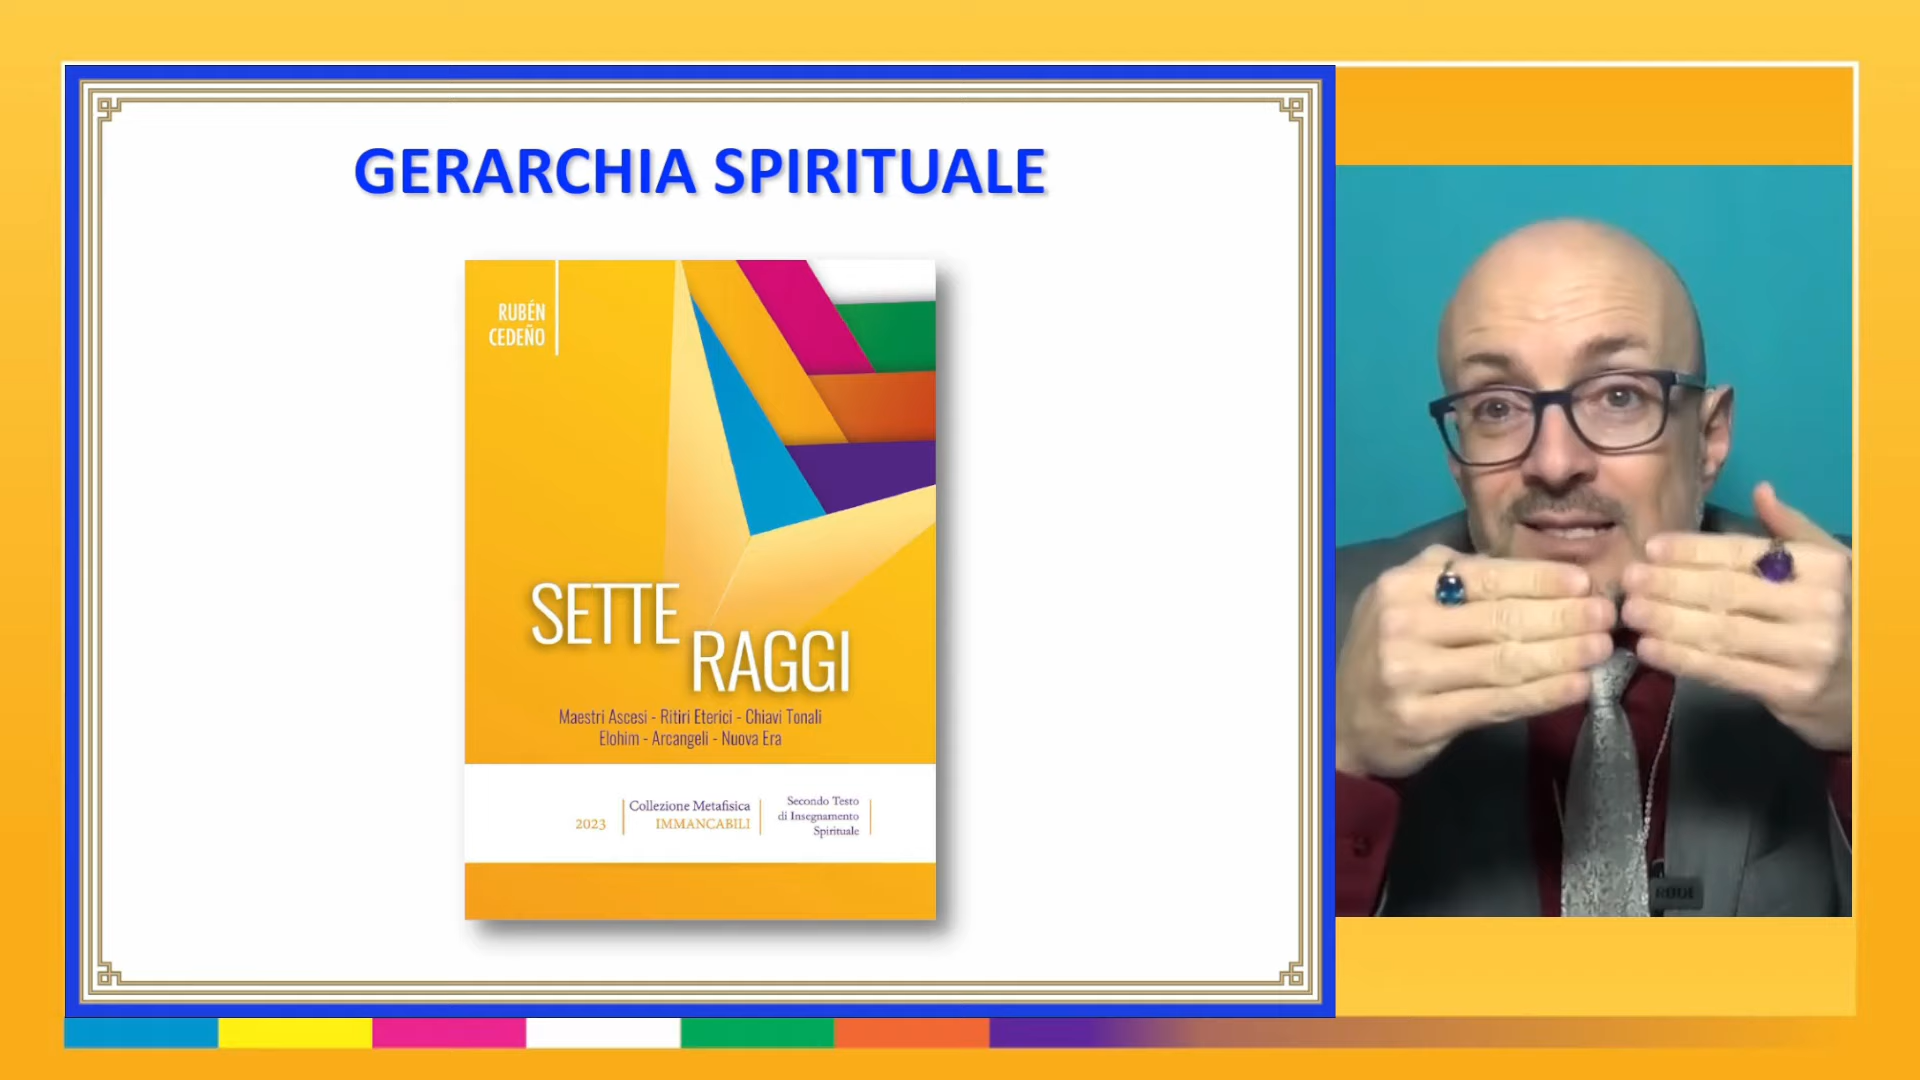 GERARCHIA SPIRITUALE
RUBÉN
CEDEÑO
SETTE
RAGGI
Maestri Ascesi - Ritiri Eterici - Chiavi Tonali
Elohim - Arcangeli - Nuova Era
2023
Collezione Metafisica
IMMANCABILI
Secondo Testo
di Insegnamento
Spirituale
RODE